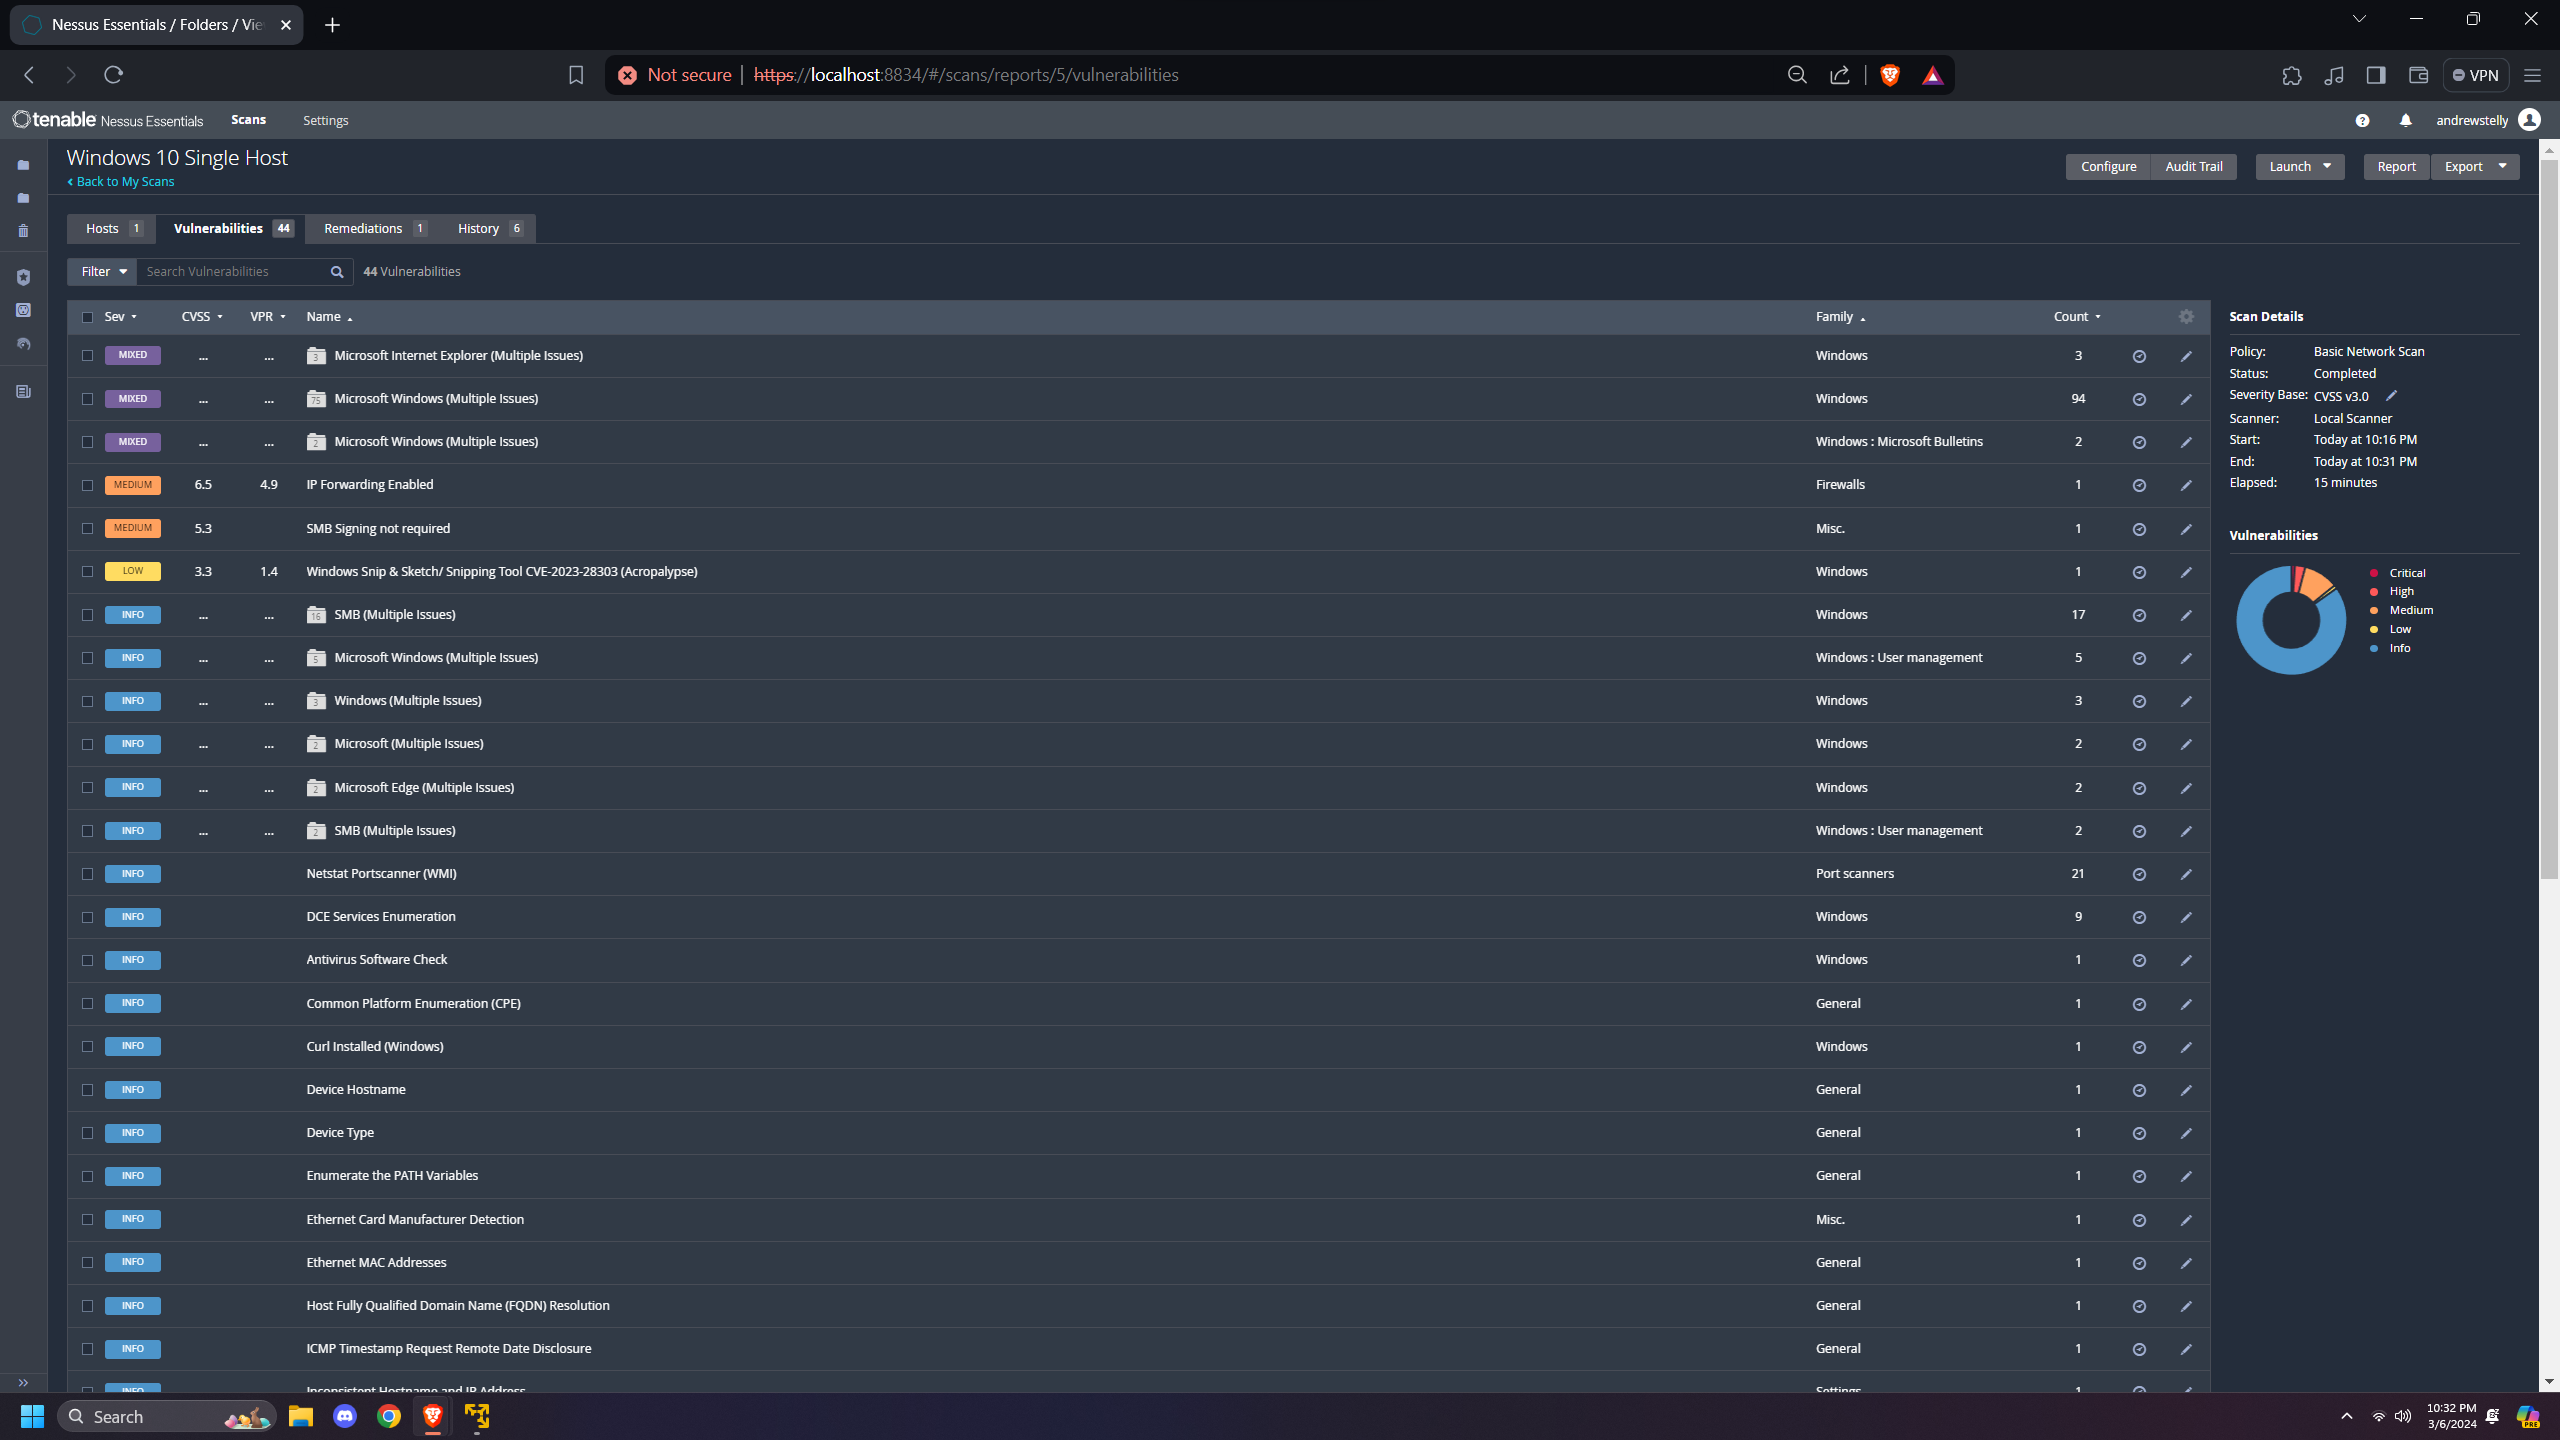 Nessus Essentials / Folders / Vie
Not secure https://localhost:8834/#/scans/reports/5/vulnerabilities
VPN
tenable Nessus Essentials Scans Settings
andrewstelly
Windows 10 Single Host
Back to My Scans
Configure Audit Trail Launch Report Export
Hosts 1 Vulnerabilities 44 Remediations 1 History 6
Filter Search Vulnerabilities 44 Vulnerabilities
Sev CVSS VPR Name Family Count
MIXED ... ... 3 Microsoft Internet Explorer (Multiple Issues) Windows 3
MIXED ... ... 75 Microsoft Windows (Multiple Issues) Windows 94
MIXED ... ... 2 Microsoft Windows (Multiple Issues) Windows : Microsoft Bulletins 2
MEDIUM 6.5 4.9 IP Forwarding Enabled Firewalls 1
MEDIUM 5.3 SMB Signing not required Misc. 1
LOW 3.3 1.4 Windows Snip & Sketch/ Snipping Tool CVE-2023-28303 (Acropalypse) Windows 1
INFO ... ... 16 SMB (Multiple Issues) Windows 17
INFO ... ... 5 Microsoft Windows (Multiple Issues) Windows : User management 5
INFO ... ... 3 Windows (Multiple Issues) Windows 3
INFO ... ... 2 Microsoft (Multiple Issues) Windows 2
INFO ... ... 2 Microsoft Edge (Multiple Issues) Windows 2
INFO ... ... 2 SMB (Multiple Issues) Windows : User management 2
INFO Netstat Portscanner (WMI) Port scanners 21
INFO DCE Services Enumeration Windows 9
INFO Antivirus Software Check Windows 1
INFO Common Platform Enumeration (CPE) General 1
INFO Curl Installed (Windows) Windows 1
INFO Device Hostname General 1
INFO Device Type General 1
INFO Enumerate the PATH Variables General 1
INFO Ethernet Card Manufacturer Detection Misc. 1
INFO Ethernet MAC Addresses General 1
INFO Host Fully Qualified Domain Name (FQDN) Resolution General 1
INFO ICMP Timestamp Request Remote Date Disclosure General 1
INFO Inconsistent Hostname and IP Address Settings 1
Scan Details
Policy: Basic Network Scan
Status: Completed
Severity Base: CVSS v3.0
Scanner: Local Scanner
Start: Today at 10:16 PM
End: Today at 10:31 PM
Elapsed: 15 minutes
Vulnerabilities
Critical
High
Medium
Low
Info
Search
10:32 PM
3/6/2024
PRE